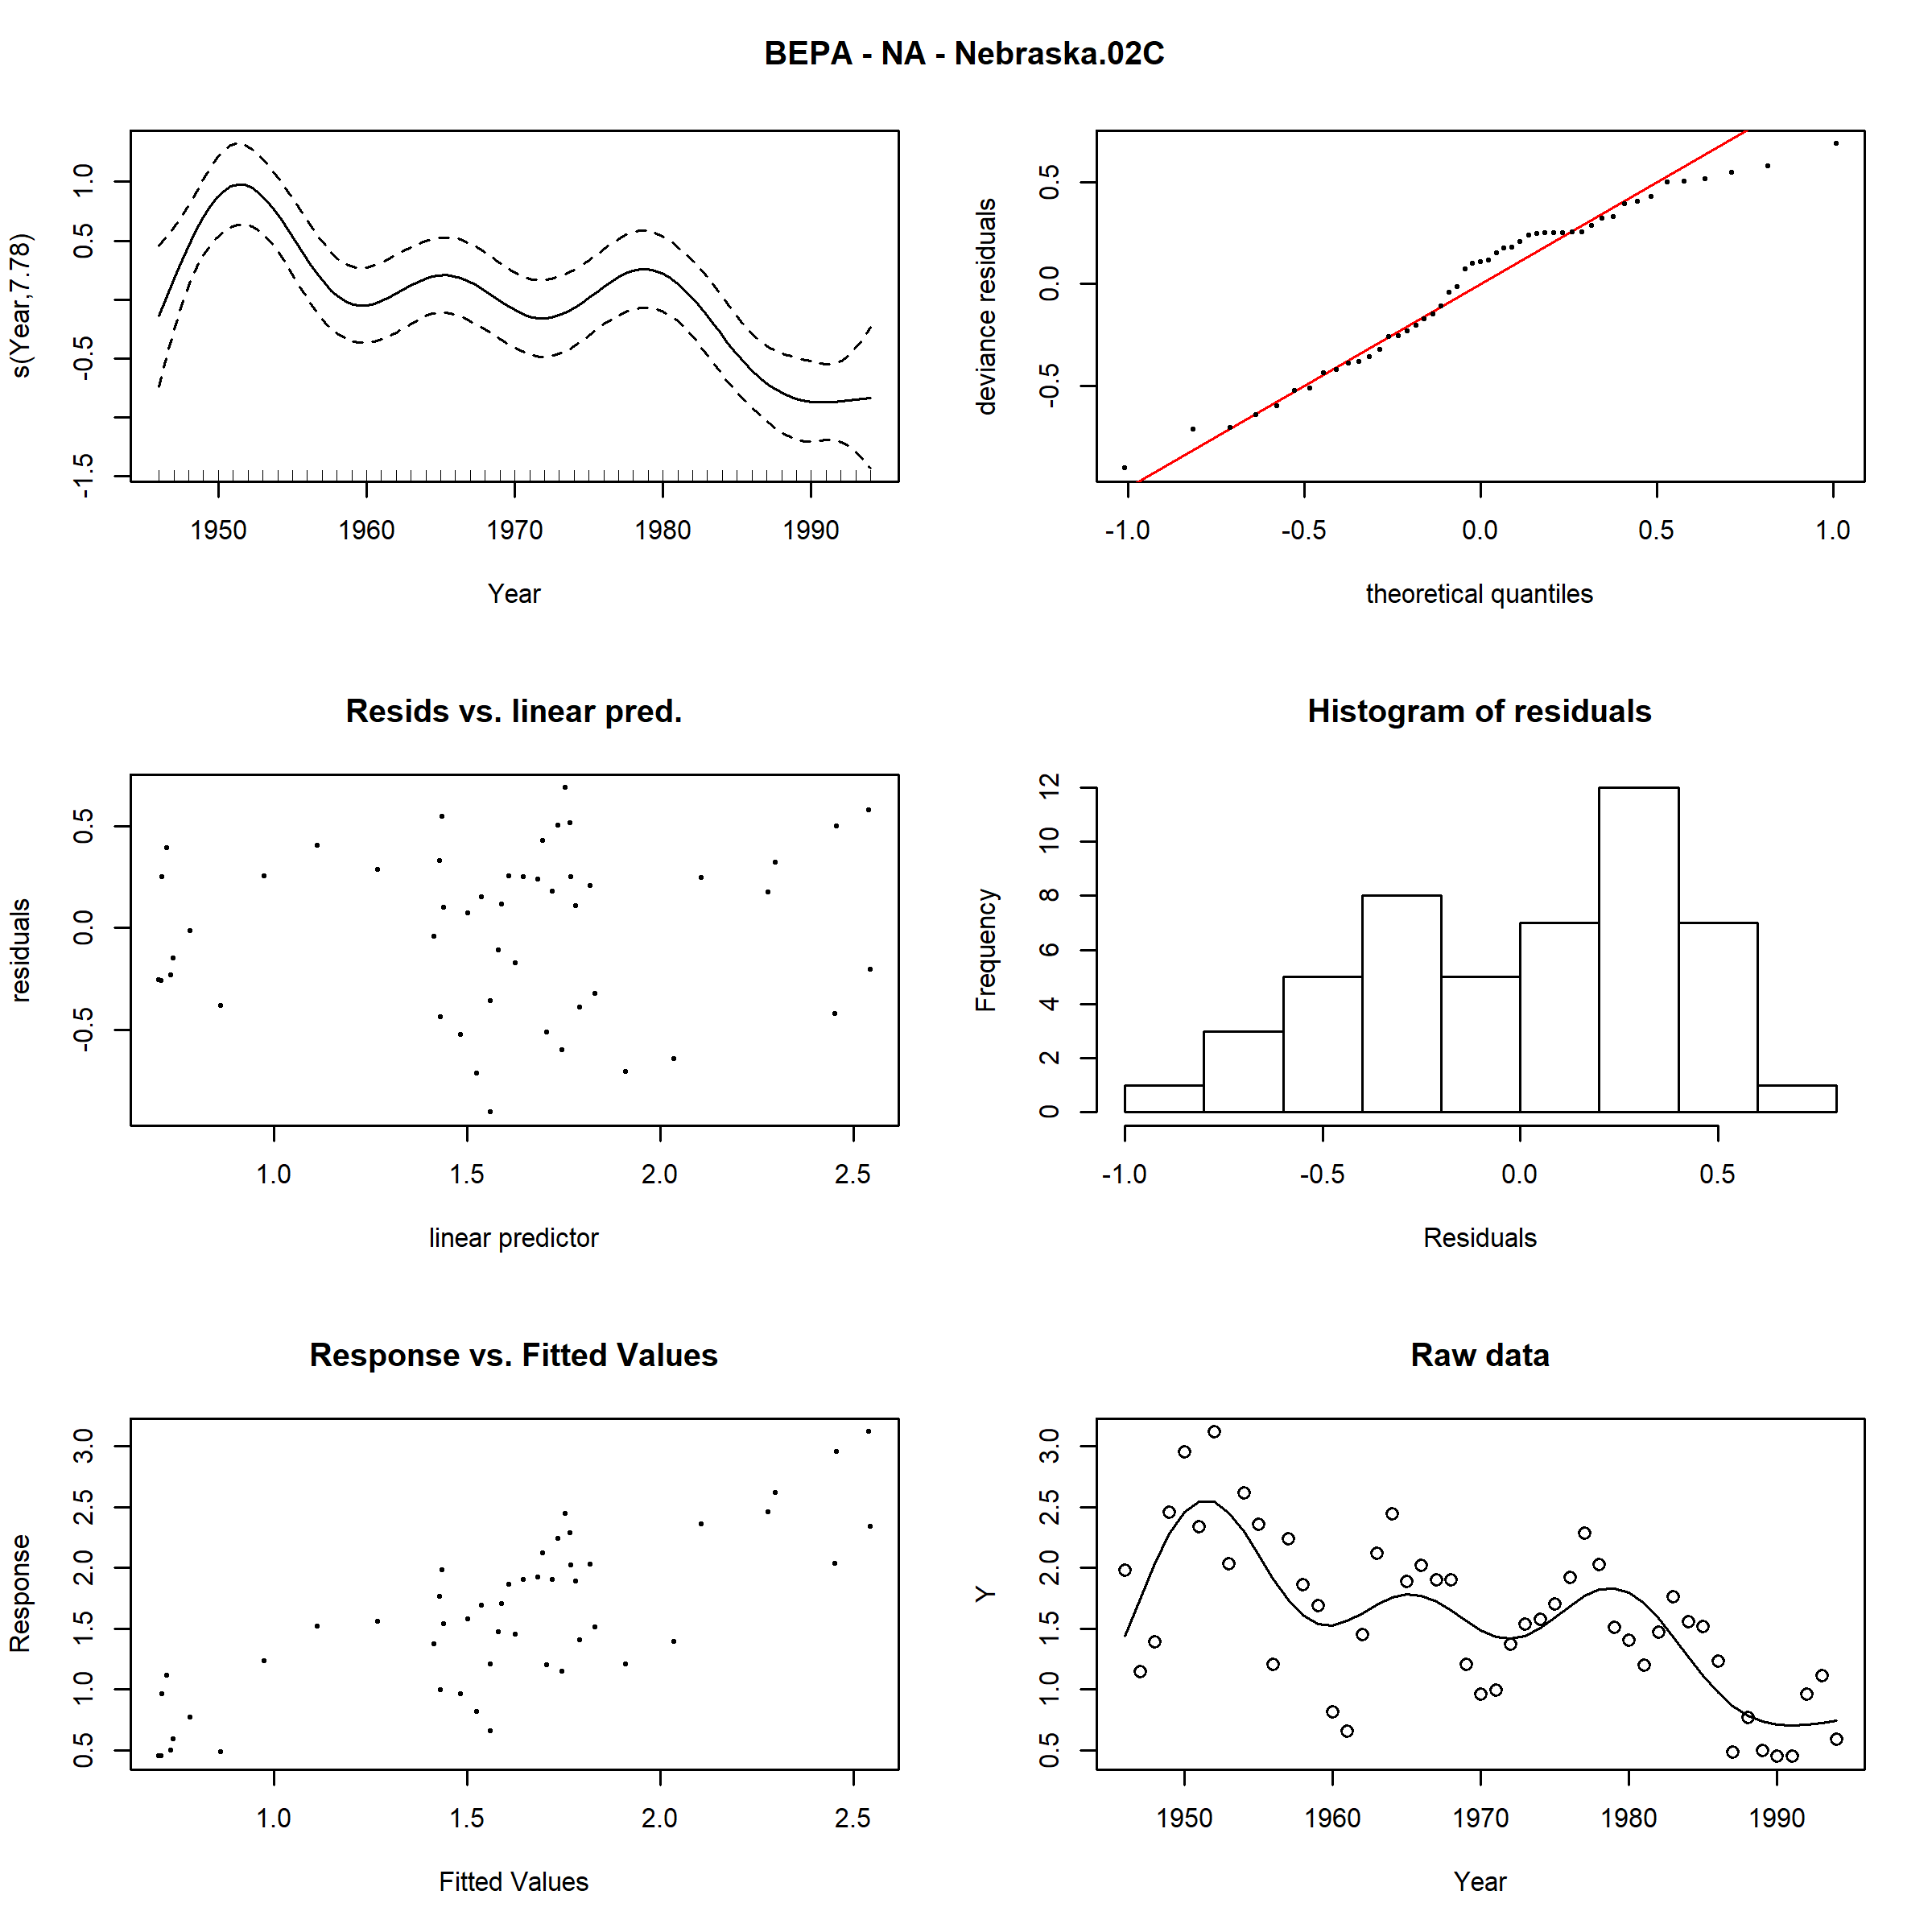 BEPA - NA - Nebraska.02C
s(Year,7.78)
-1.5 -0.5 0.5 1.0
1950 1960 1970 1980 1990
Year
deviance residuals
-0.5 0.0 0.5
-1.0 -0.5 0.0 0.5 1.0
theoretical quantiles
Resids vs. linear pred.
residuals
-0.5 0.0 0.5
1.0 1.5 2.0 2.5
linear predictor
Histogram of residuals
Frequency
0 2 4 6 8 10 12
-1.0 -0.5 0.0 0.5
Residuals
Response vs. Fitted Values
Response
0.5 1.0 1.5 2.0 2.5 3.0
1.0 1.5 2.0 2.5
Fitted Values
Raw data
Y
0.5 1.0 1.5 2.0 2.5 3.0
1950 1960 1970 1980 1990
Year